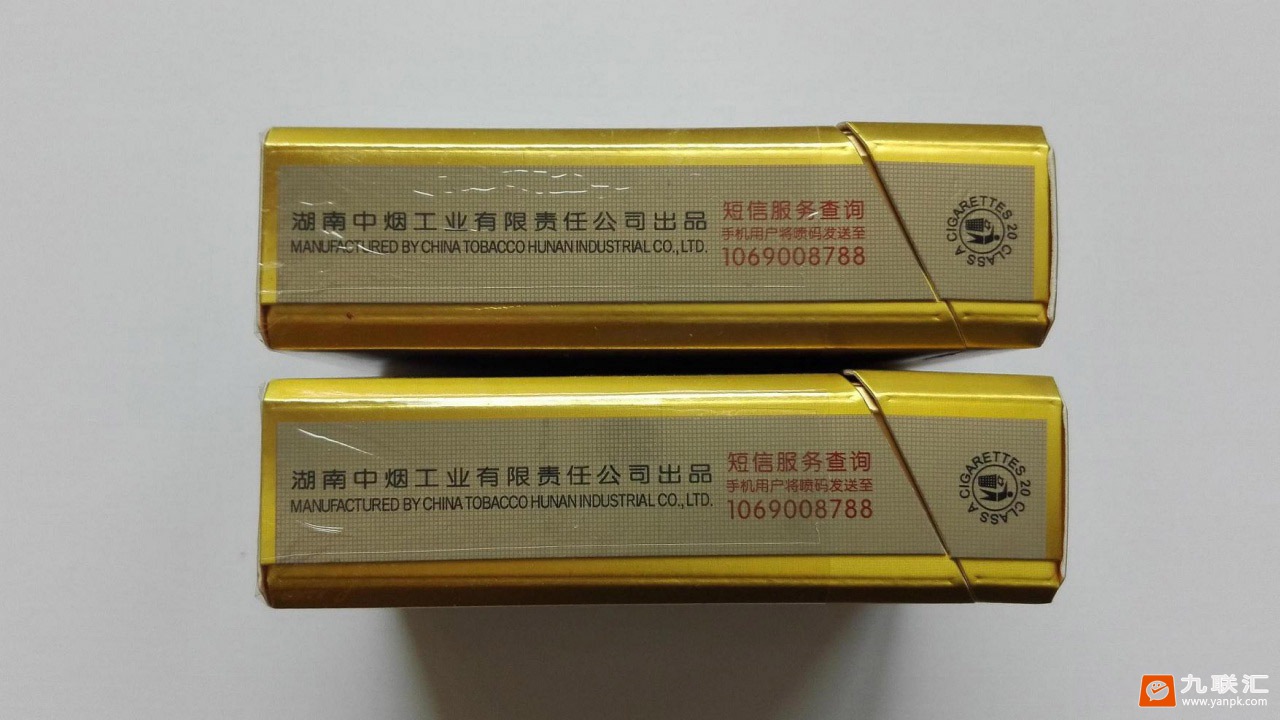 湖南中烟工业有限责任公司出品
MANUFACTURED BY CHINA TOBACCO HUNAN INDUSTRIAL CO., LTD.
短信服务查询
手机用户将喷码发送至
1069008788
CIGARETTES 20 CLASS A
湖南中烟工业有限责任公司出品
MANUFACTURED BY CHINA TOBACCO HUNAN INDUSTRIAL CO., LTD.
短信服务查询
手机用户将喷码发送至
1069008788
CIGARETTES 20 CLASS A
九联汇
www.yanpk.com